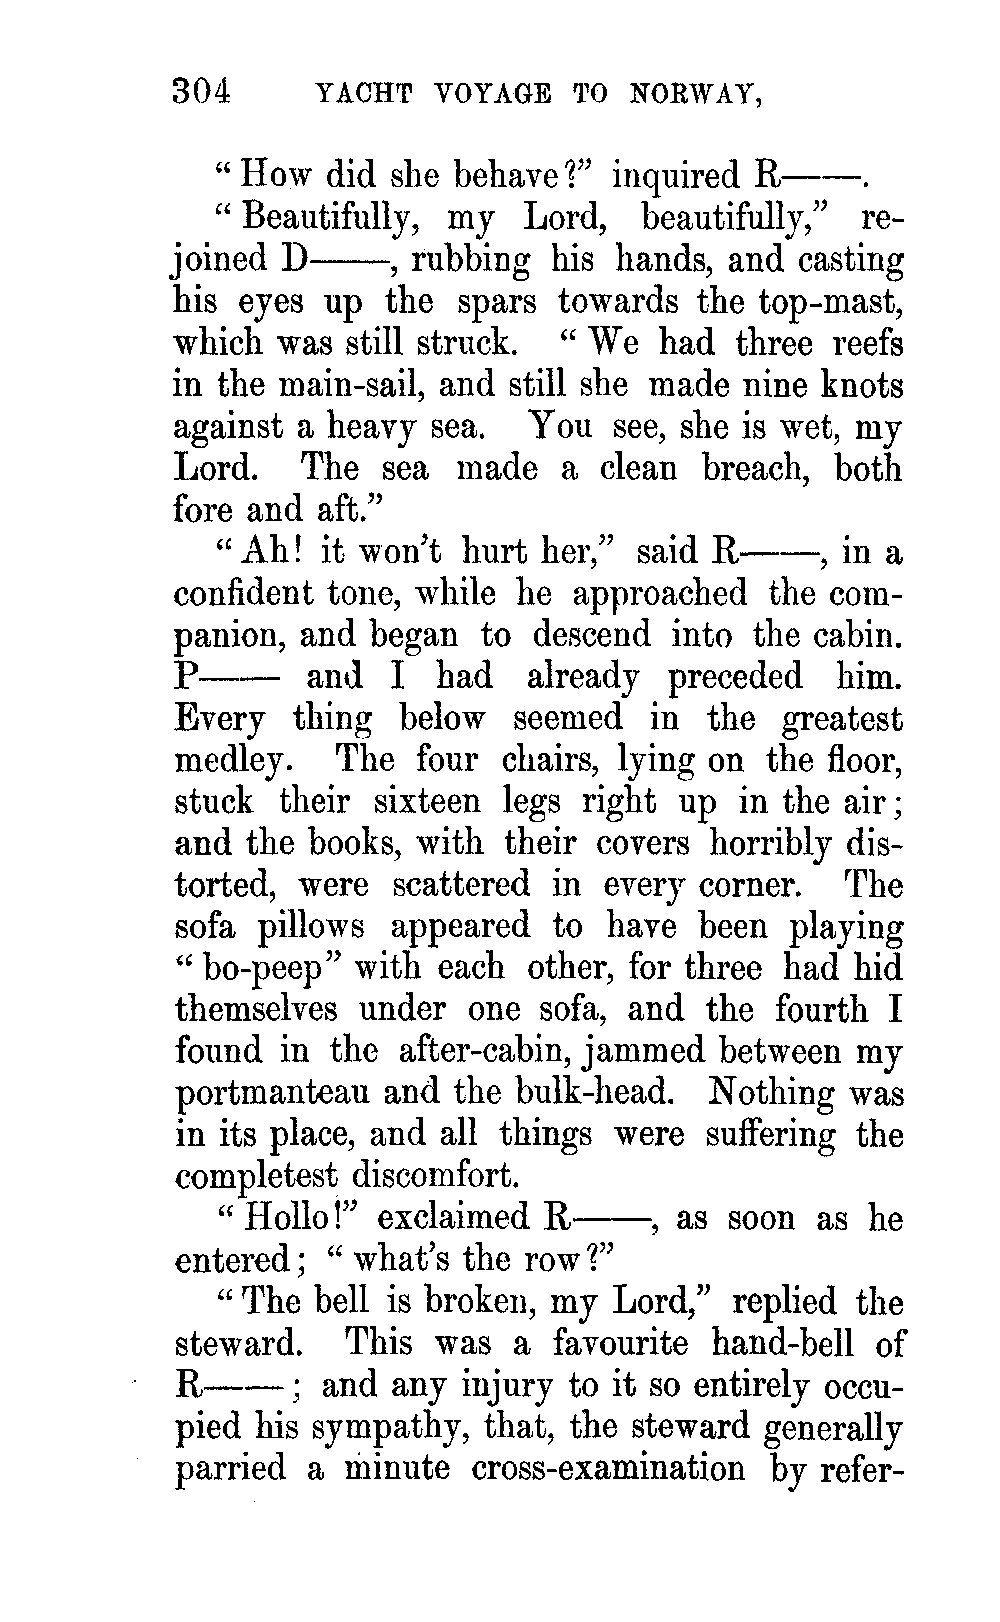 304 YACHT VOYAGE TO NORWAY,
“ How did she behave?” inquired R——.
“ Beautifully, my Lord, beautifully,” re-
joined D——, rubbing his hands, and casting
his eyes up the spars towards the top-mast,
which was still struck. “ We had three reefs
in the main-sail, and still she made nine knots
against a heavy sea. You see, she is wet, my
Lord. The sea made a clean breach, both
fore and aft.”
“ Ah! it won’t hurt her,” said R——, in a
confident tone, while he approached the com-
panion, and began to descend into the cabin.
P—— and I had already preceded him.
Every thing below seemed in the greatest
medley. The four chairs, lying on the floor,
stuck their sixteen legs right up in the air;
and the books, with their covers horribly dis-
torted, were scattered in every corner. The
sofa pillows appeared to have been playing
“ bo-peep” with each other, for three had hid
themselves under one sofa, and the fourth I
found in the after-cabin, jammed between my
portmanteau and the bulk-head. Nothing was
in its place, and all things were suffering the
completest discomfort.
“ Hollo!” exclaimed R——, as soon as he
entered; “ what’s the row?”
“ The bell is broken, my Lord,” replied the
steward. This was a favourite hand-bell of
R——; and any injury to it so entirely occu-
pied his sympathy, that, the steward generally
parried a minute cross-examination by refer-